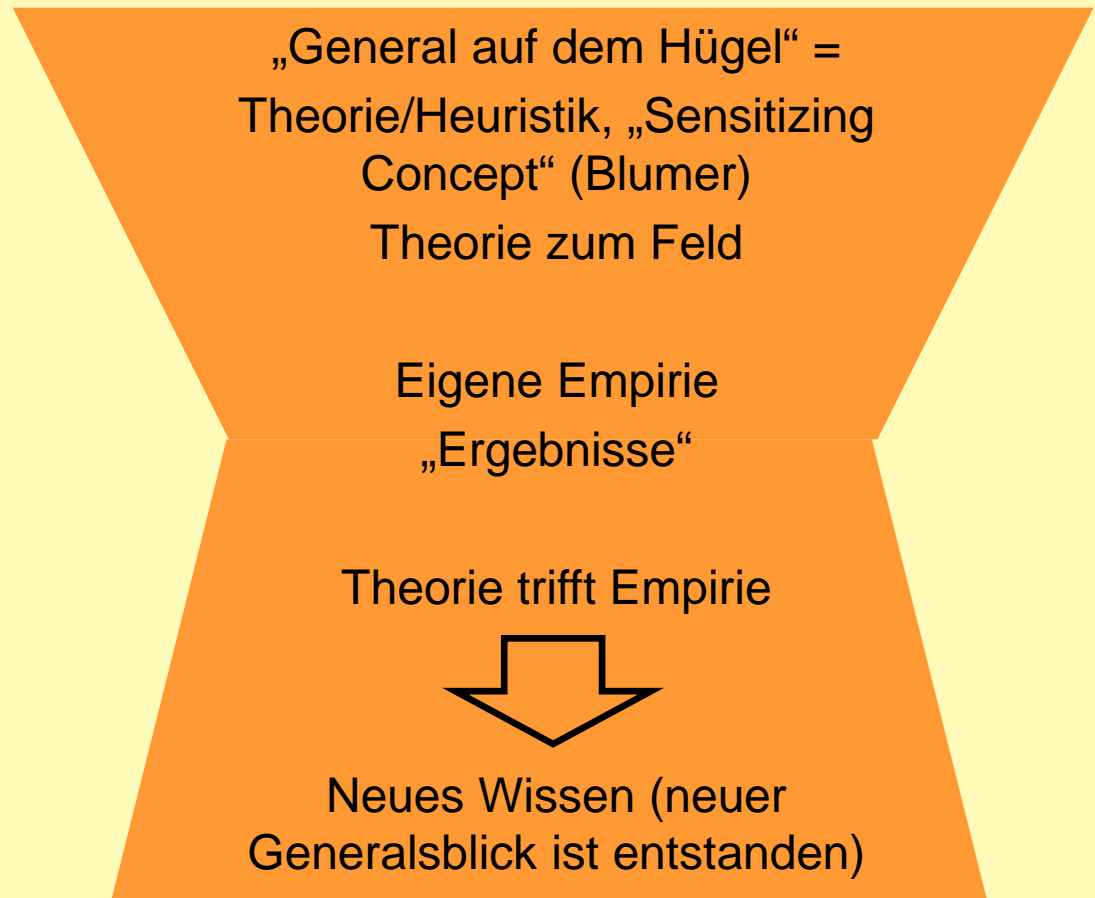 „General auf dem Hügel“ =
Theorie/Heuristik, „Sensitizing
Concept“ (Blumer)
Theorie zum Feld
Eigene Empirie
„Ergebnisse“
Theorie trifft Empirie
Neues Wissen (neuer
Generalsblick ist entstanden)